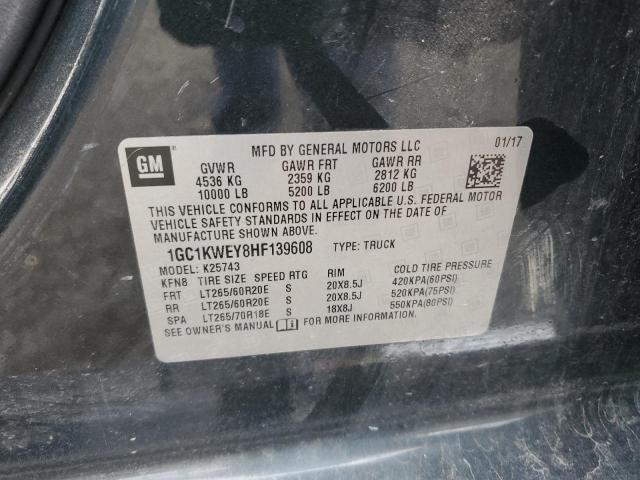 GM
MFD BY GENERAL MOTORS LLC 01/17
GVWR GAWR FRT GAWR RR
4536 KG 2359 KG 2812 KG
10000 LB 5200 LB 6200 LB
THIS VEHICLE CONFORMS TO ALL APPLICABLE U.S. FEDERAL MOTOR
VEHICLE SAFETY STANDARDS IN EFFECT ON THE DATE OF
MANUFACTURE SHOWN ABOVE.
1GC1KWEY8HF139608 TYPE: TRUCK
MODEL: K25743
KFN8 TIRE SIZE SPEED RTG RIM COLD TIRE PRESSURE
FRT LT265/60R20E S 20X8.5J 420KPA(60PSI)
RR LT265/60R20E S 20X8.5J 520KPA(75PSI)
SPA LT265/70R18E S 18X8J 550KPA(80PSI)
SEE OWNER'S MANUAL FOR MORE INFORMATION.